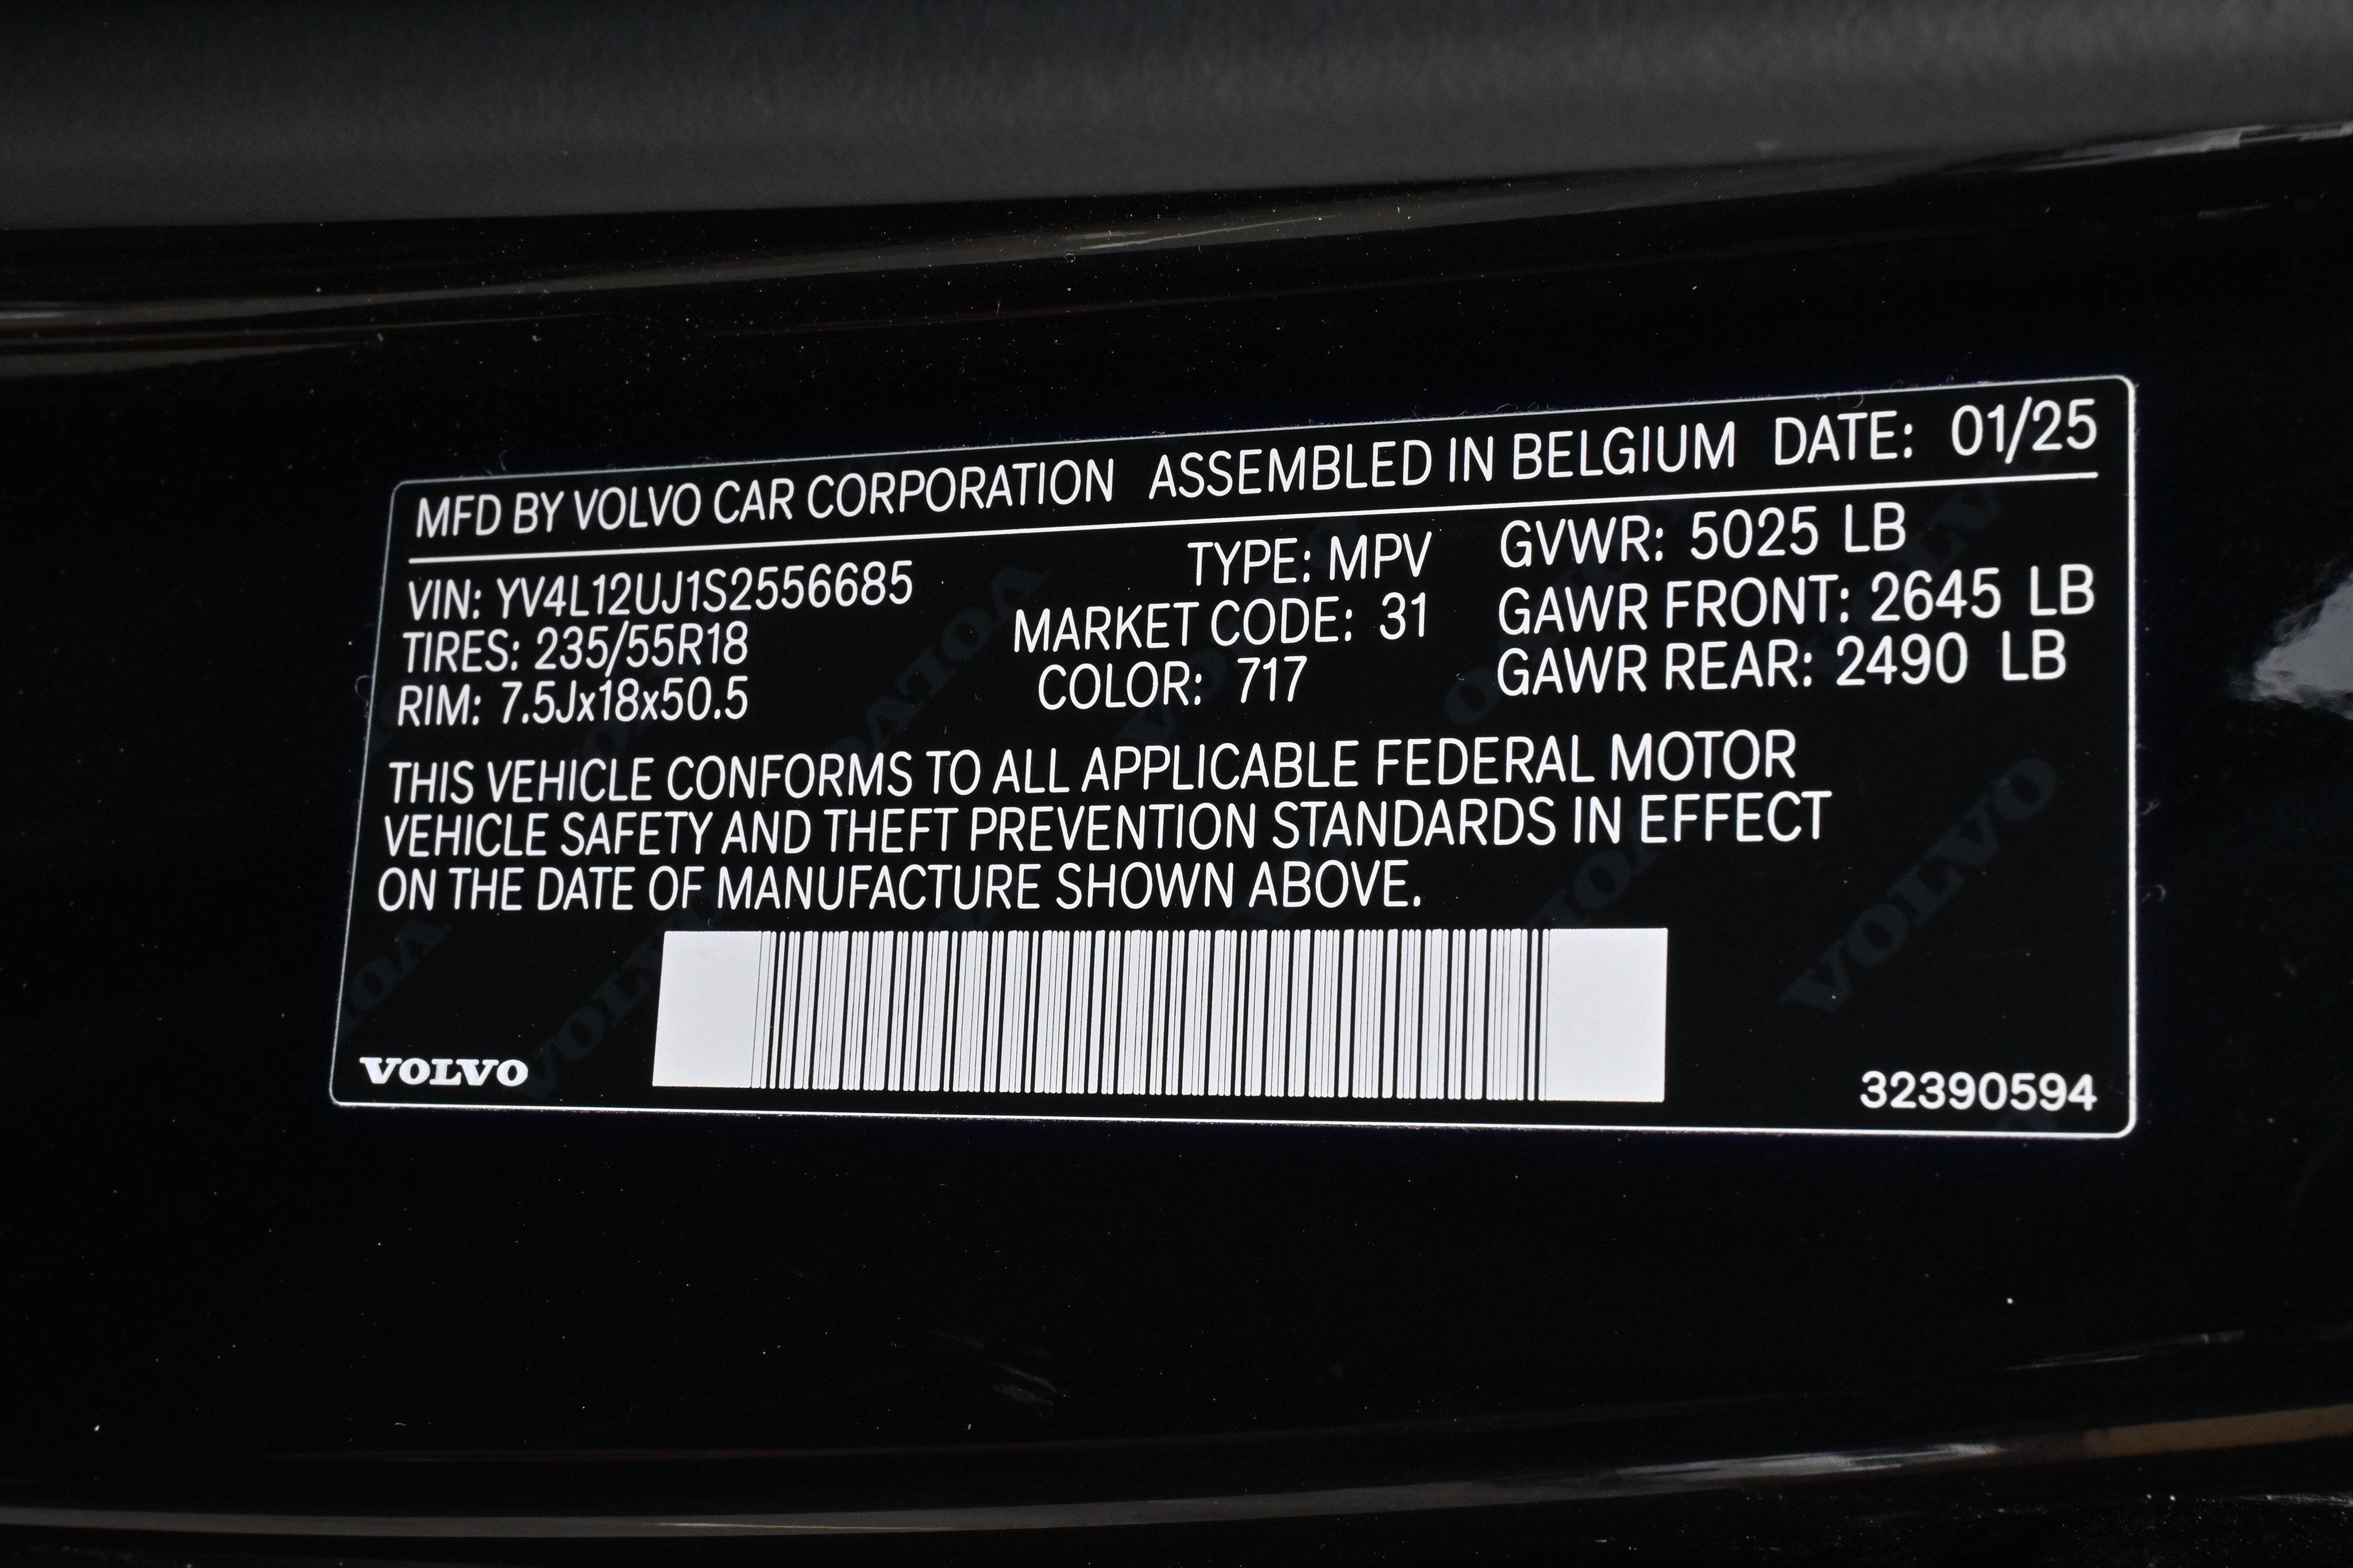 MFD BY VOLVO CAR CORPORATION ASSEMBLED IN BELGIUM DATE: 01/25
VIN: YV4L12UJ1S2556685
TIRES: 235/55R18
RIM: 7.5Jx18x50.5
TYPE: MPV
MARKET CODE: 31
COLOR: 717
GVWR: 5025 LB
GAWR FRONT: 2645 LB
GAWR REAR: 2490 LB
THIS VEHICLE CONFORMS TO ALL APPLICABLE FEDERAL MOTOR
VEHICLE SAFETY AND THEFT PREVENTION STANDARDS IN EFFECT
ON THE DATE OF MANUFACTURE SHOWN ABOVE.
VOLVO
32390594
VOLVO